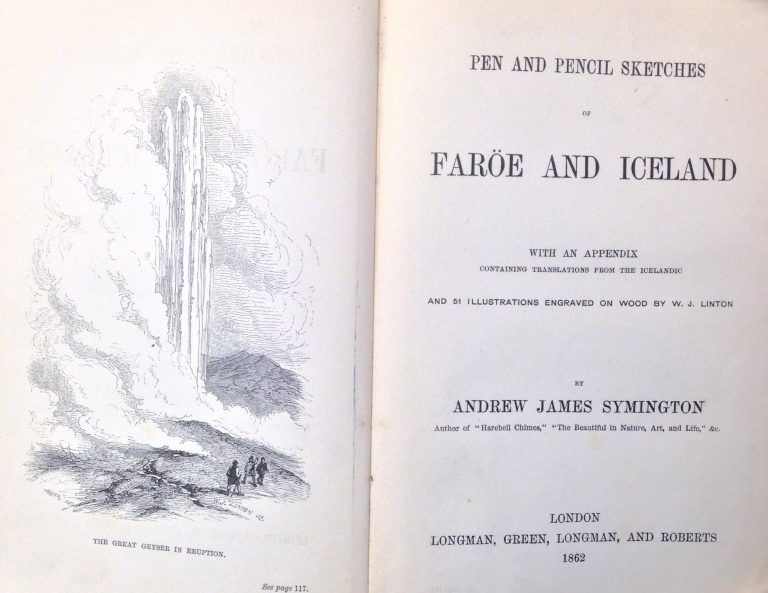 THE GREAT GEYSER IN ERUPTION.
See page 117.
PEN AND PENCIL SKETCHES
OF
FARÖE AND ICELAND
WITH AN APPENDIX
CONTAINING TRANSLATIONS FROM THE ICELANDIC
AND 51 ILLUSTRATIONS ENGRAVED ON WOOD BY W. J. LINTON
BY
ANDREW JAMES SYMINGTON
Author of "Harebell Chimes," "The Beautiful in Nature, Art, and Life," &c.
LONDON
LONGMAN, GREEN, LONGMAN, AND ROBERTS
1862